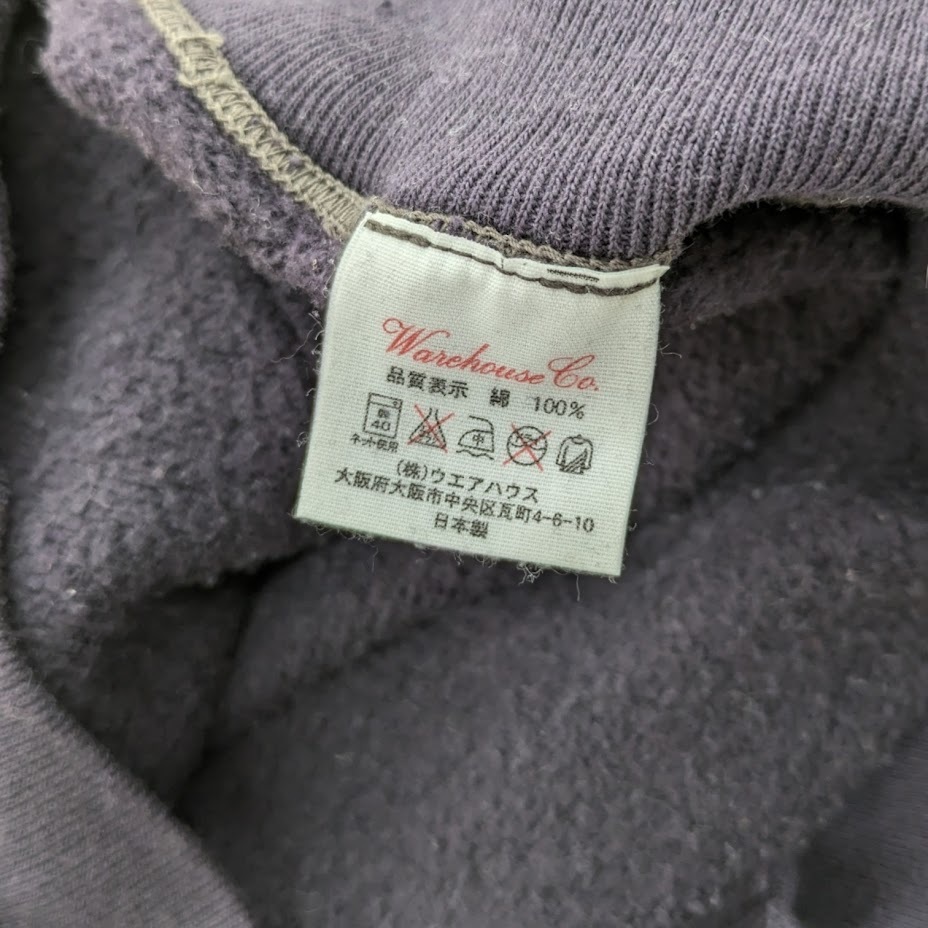 Warehouse Co.
品質表示 綿 100%
40 中
ネット使用
(株)ウエアハウス
大阪府大阪市中央区瓦町4-6-10
日本製